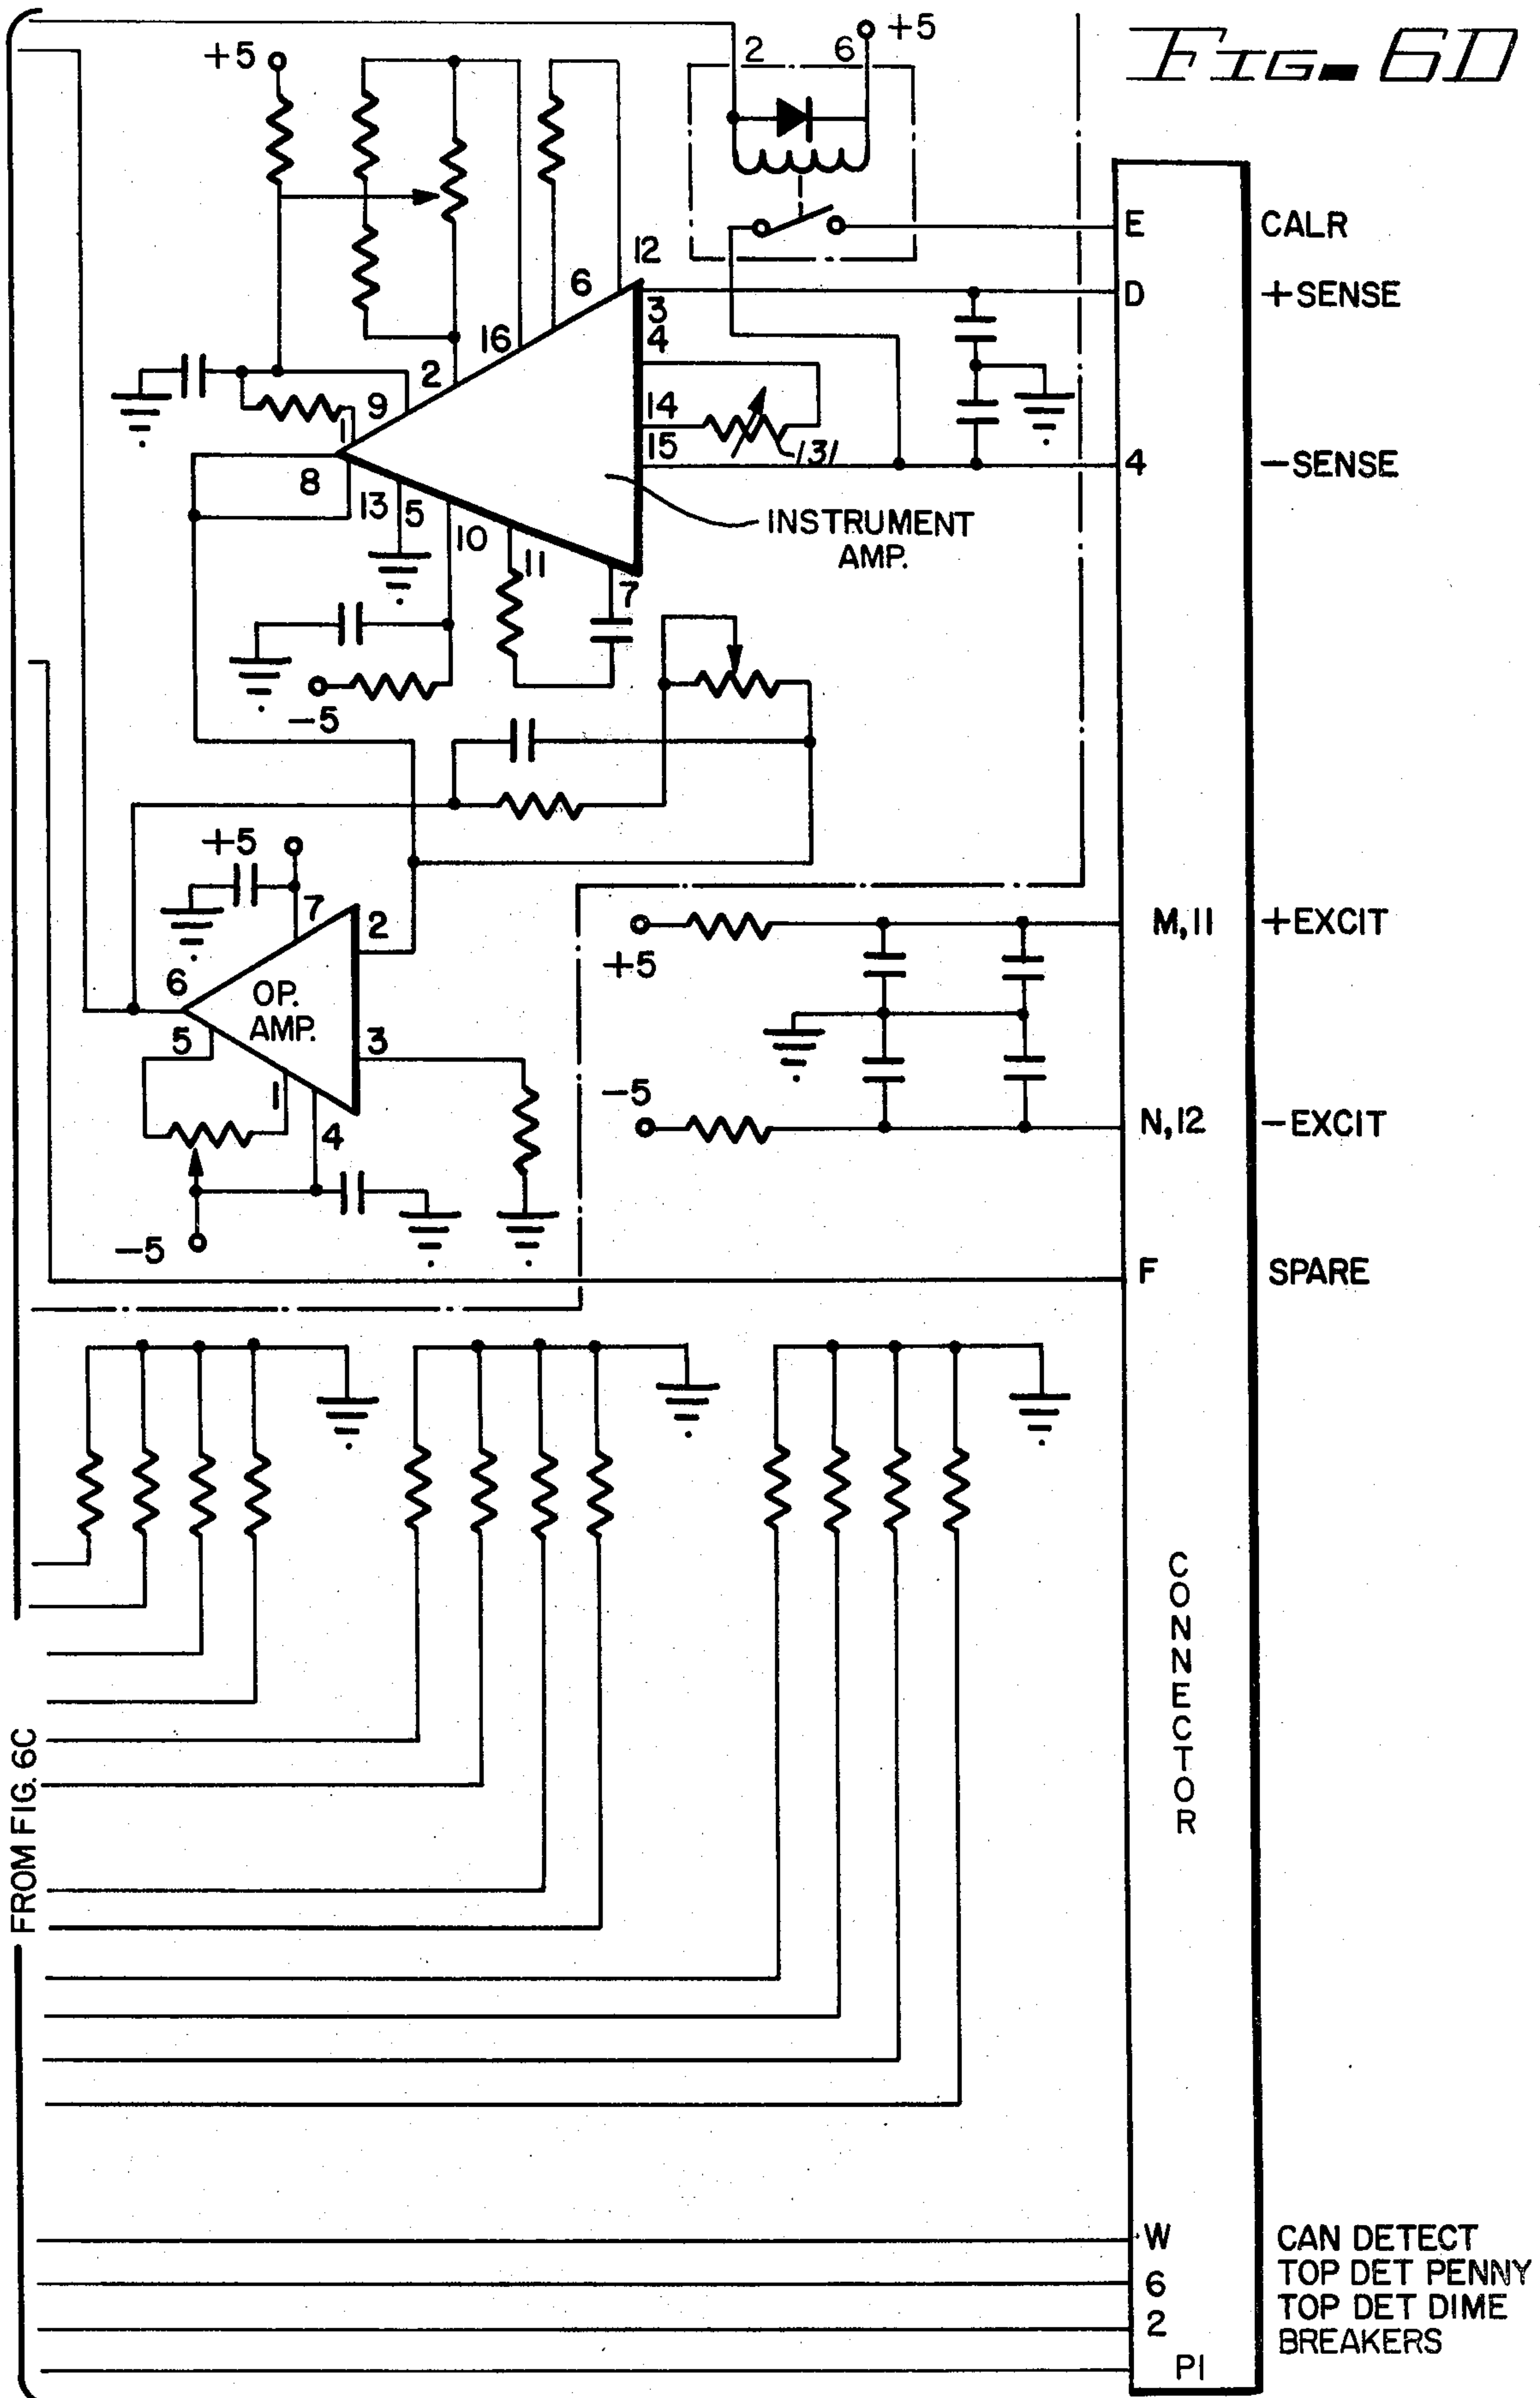 FIG. 6D
+5
+5
2
6
E
CALR
12
6
D
+SENSE
3
4
16
2
9
14
1
131
15
4
-SENSE
8
13
5
10
INSTRUMENT
AMP.
11
7
-5
+5
7
2
M,11
+EXCIT
+5
6
OP.
AMP.
5
3
-5
1
4
N,12
-EXCIT
-5
F
SPARE
CONNECTOR
FROM FIG. 6C
W
CAN DETECT
6
TOP DET PENNY
2
TOP DET DIME
BREAKERS
P1